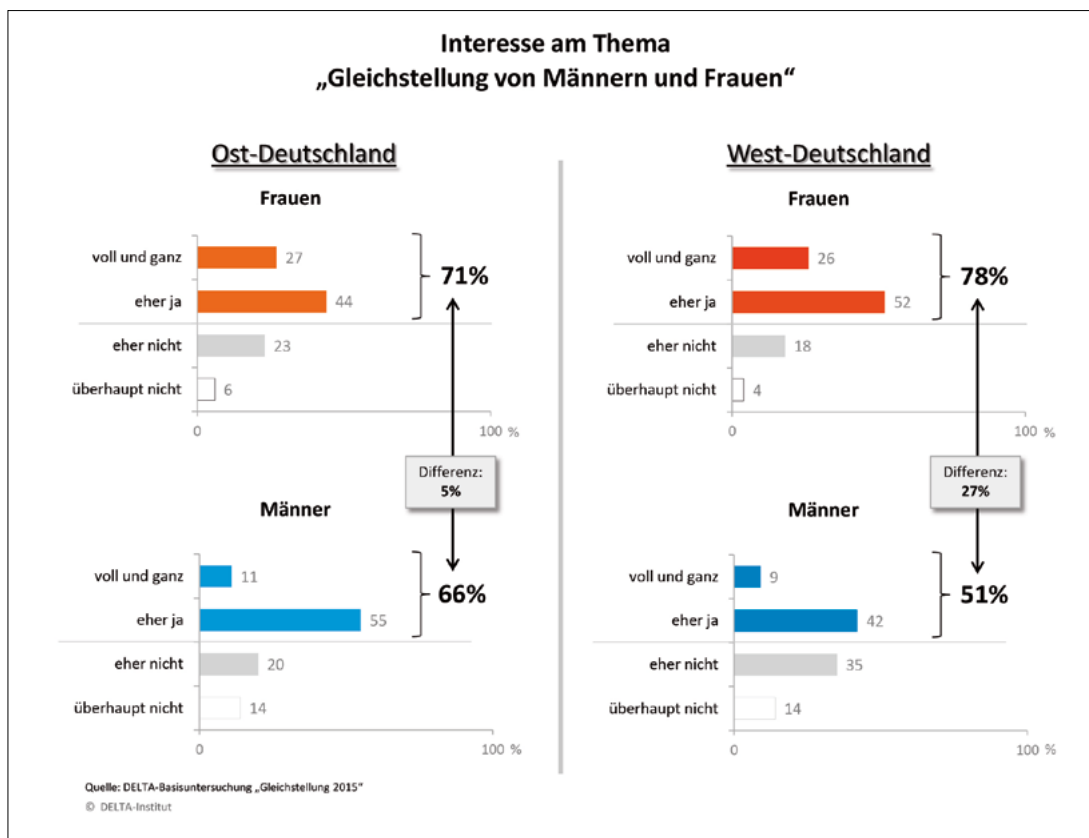 Interesse am Thema
„Gleichstellung von Männern und Frauen“
Ost-Deutschland
Frauen
voll und ganz 27
eher ja 44
71%
eher nicht 23
überhaupt nicht 6
0 100 %
Differenz:
5%
Männer
voll und ganz 11
eher ja 55
66%
eher nicht 20
überhaupt nicht 14
0 100 %
West-Deutschland
Frauen
voll und ganz 26
eher ja 52
78%
eher nicht 18
überhaupt nicht 4
0 100 %
Differenz:
27%
Männer
voll und ganz 9
eher ja 42
51%
eher nicht 35
überhaupt nicht 14
0 100 %
Quelle: DELTA-Basisuntersuchung „Gleichstellung 2015“
© DELTA-Institut